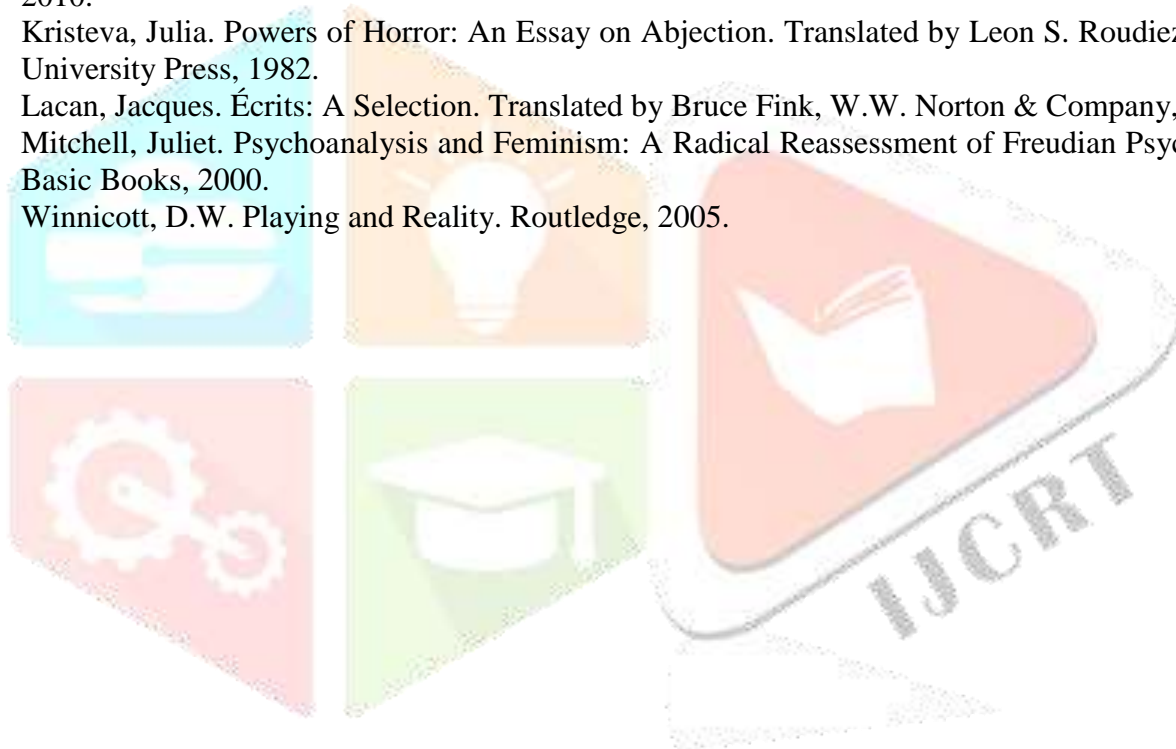 2010.
Kristeva, Julia. Powers of Horror: An Essay on Abjection. Translated by Leon S. Roudiez
University Press, 1982.
Lacan, Jacques. Écrits: A Selection. Translated by Bruce Fink, W.W. Norton & Company,
Mitchell, Juliet. Psychoanalysis and Feminism: A Radical Reassessment of Freudian
Basic Books, 2000.
Winnicott, D.W. Playing and Reality. Routledge, 2005.
IJCRT